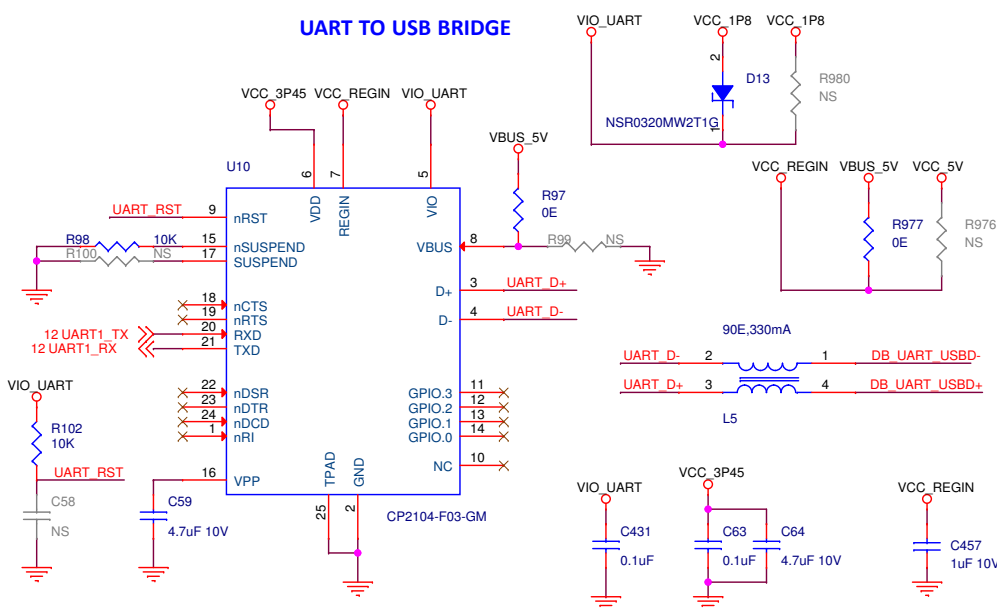 UART TO USB BRIDGE
VIO_UART
VCC_1P8
VCC_1P8
2
D13
R980
NS
NSR0320MW2T1G
1
VCC_3P45
VCC_REGIN
VIO_UART
VBUS_5V
R97
0E
VCC_REGIN
VBUS_5V
VCC_5V
R977
0E
R976
NS
U10
6
7
5
VDD
REGIN
VIO
UART_RST
9
nRST
R98
10K
15
nSUSPEND
R100
NS
17
SUSPEND
VBUS
8
R99
NS
18
nCTS
19
nRTS
12 UART1_TX
20
RXD
12 UART1_RX
21
TXD
D+
3
UART_D+
D-
4
UART_D-
90E,330mA
UART_D-
2
1
DB_UART_USBD-
UART_D+
3
4
DB_UART_USBD+
L5
22
nDSR
23
nDTR
24
nDCD
1
nRI
GPIO.3
11
GPIO.2
12
GPIO.1
13
GPIO.0
14
NC
10
VIO_UART
R102
10K
UART_RST
C58
NS
16
VPP
C59
4.7uF 10V
TPAD
GND
25
2
CP2104-F03-GM
VIO_UART
C431
0.1uF
VCC_3P45
C63
0.1uF
C64
4.7uF 10V
VCC_REGIN
C457
1uF 10V